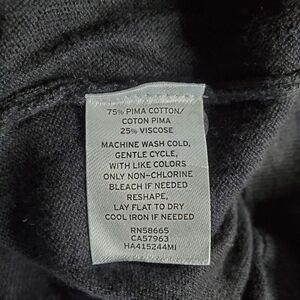 75% PIMA COTTON/
COTON PIMA
25% VISCOSE
MACHINE WASH COLD,
GENTLE CYCLE,
WITH LIKE COLORS
ONLY NON-CHLORINE
BLEACH IF NEEDED
RESHAPE,
LAY FLAT TO DRY
COOL IRON IF NEEDED
RN58665
CA57963
HA415244MI